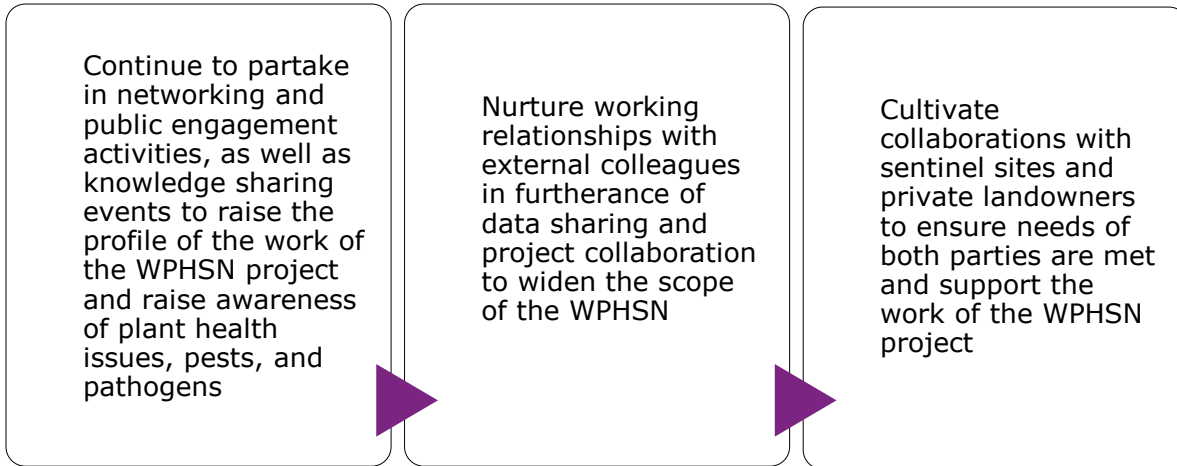 Continue to partake
in networking and
public engagement
activities, as well as
knowledge sharing
events to raise the
profile of the work of
the WPHSN project
and raise awareness
of plant health
issues, pests, and
pathogens
Nurture working
relationships with
external colleagues
in furtherance of
data sharing and
project collaboration
to widen the scope
of the WPHSN
Cultivate
collaborations with
sentinel sites and
private landowners
to ensure needs of
both parties are met
and support the
work of the WPHSN
project